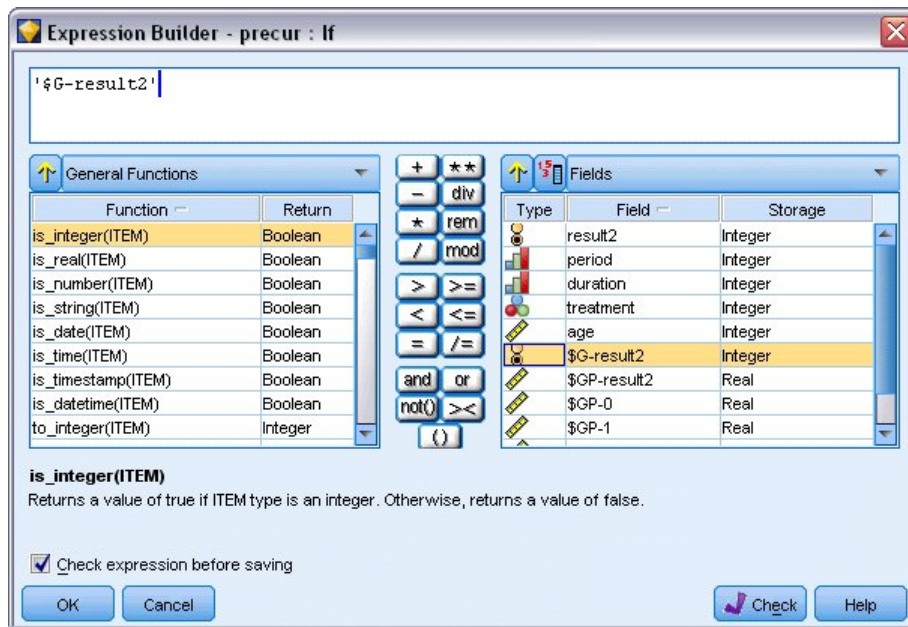 Expression Builder - precur : If
'$G-result2'
General Functions
Function Return
is_integer(ITEM) Boolean
is_real(ITEM) Boolean
is_number(ITEM) Boolean
is_string(ITEM) Boolean
is_date(ITEM) Boolean
is_time(ITEM) Boolean
is_timestamp(ITEM) Boolean
is_datetime(ITEM) Boolean
to_integer(ITEM) Integer
+ **
- div
* rem
/ mod
> >=
< <=
= /=
and or
not() ><
()
Fields
Type Field Storage
result2 Integer
period Integer
duration Integer
treatment Integer
age Integer
$G-result2 Integer
$GP-result2 Real
$GP-0 Real
$GP-1 Real
is_integer(ITEM)
Returns a value of true if ITEM type is an integer. Otherwise, returns a value of false.
Check expression before saving
OK Cancel Check Help